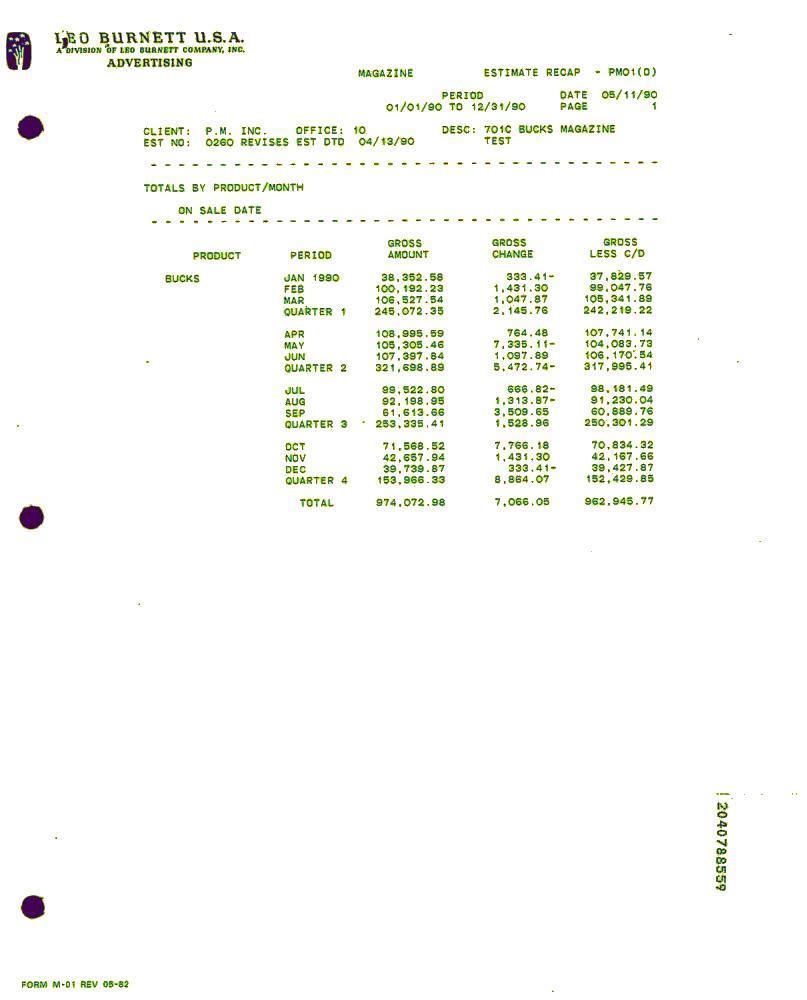 LEO BURNETT U.S.A.
A DIVISION OF LEO BURNETT COMPANY, INC.
ADVERTISING
MAGAZINE ESTIMATE RECAP - PM01(D)
PERIOD DATE 05/11/90
01/01/90 TO 12/31/90 PAGE 1
CLIENT: P.M. INC. OFFICE: 10 DESC: 701C BUCKS MAGAZINE
EST NO: 0260 REVISES EST DTD 04/13/90 TEST
TOTALS BY PRODUCT/MONTH
ON SALE DATE
GROSS GROSS GROSS
PRODUCT PERIOD AMOUNT CHANGE LESS C/D
BUCKS JAN 1990 38,352.58 333.41- 37,829.57
FEB 100,192.23 1,431.30 99,047.76
MAR 106,527.54 1,047.87 105,341.89
QUARTER 1 245,072.35 2,145.76 242,219.22
APR 108,995.59 764.48 107,741.14
MAY 105,305.46 7,335.11- 104,083.73
JUN 107,397.84 1,097.89 106,170.54
QUARTER 2 321,698.89 5,472.74- 317,995.41
JUL 99,522.80 666.82- 98,181.49
AUG 92,198.95 1,313.87- 91,230.04
SEP 61,613.66 3,509.65 60,889.76
QUARTER 3 253,335.41 1,528.96 250,301.29
OCT 71,568.52 7,766.18 70,834.32
NOV 42,657.94 1,431.30 42,167.66
DEC 39,739.87 333.41- 39,427.87
QUARTER 4 153,966.33 8,864.07 152,429.85
TOTAL 974,072.98 7,066.05 962,945.77
2040788559
FORM M-01 REV 05-82